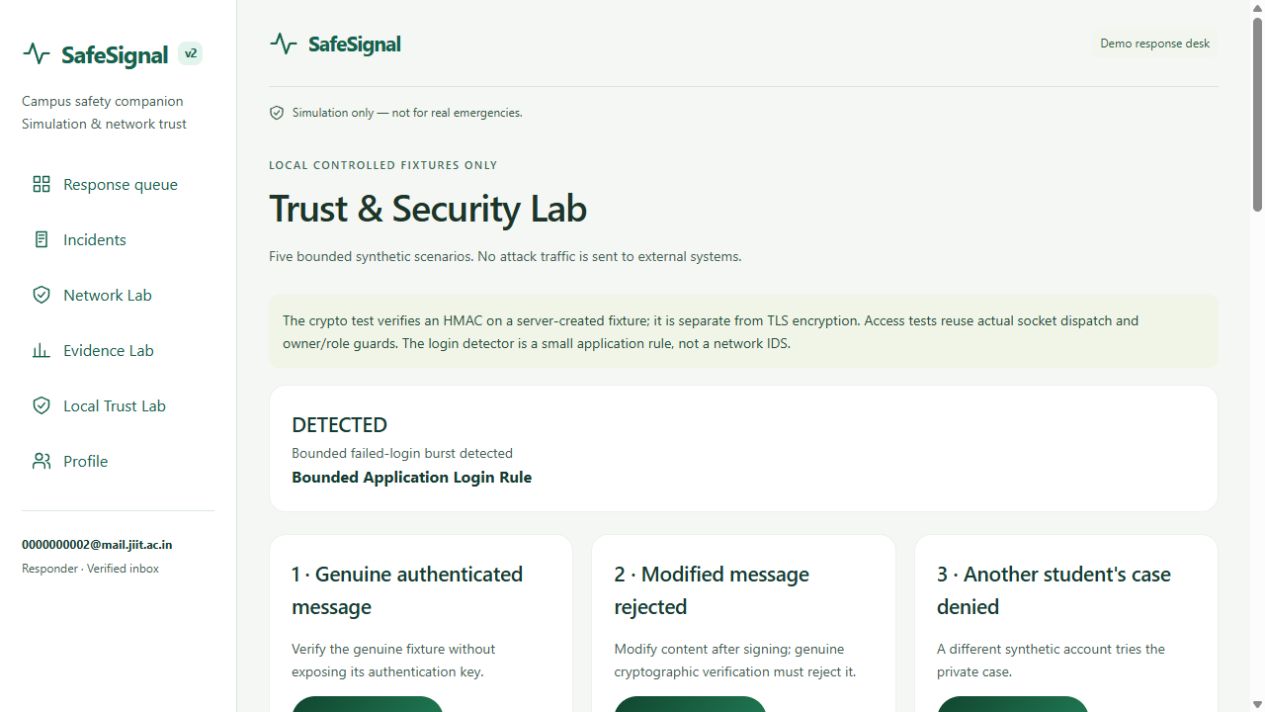 SafeSignal v2
Campus safety companion
Simulation & network trust
Response queue
Incidents
Network Lab
Evidence Lab
Local Trust Lab
Profile
0000000002@mail.jiit.ac.in
Responder · Verified inbox
SafeSignal
Demo response desk
Simulation only — not for real emergencies.
LOCAL CONTROLLED FIXTURES ONLY
Trust & Security Lab
Five bounded synthetic scenarios. No attack traffic is sent to external systems.
The crypto test verifies an HMAC on a server-created fixture; it is separate from TLS encryption. Access tests reuse actual socket dispatch and
owner/role guards. The login detector is a small application rule, not a network IDS.
DETECTED
Bounded failed-login burst detected
Bounded Application Login Rule
1 · Genuine authenticated
message
Verify the genuine fixture without
exposing its authentication key.
2 · Modified message
rejected
Modify content after signing; genuine
cryptographic verification must reject it.
3 · Another student's case
denied
A different synthetic account tries the
private case.